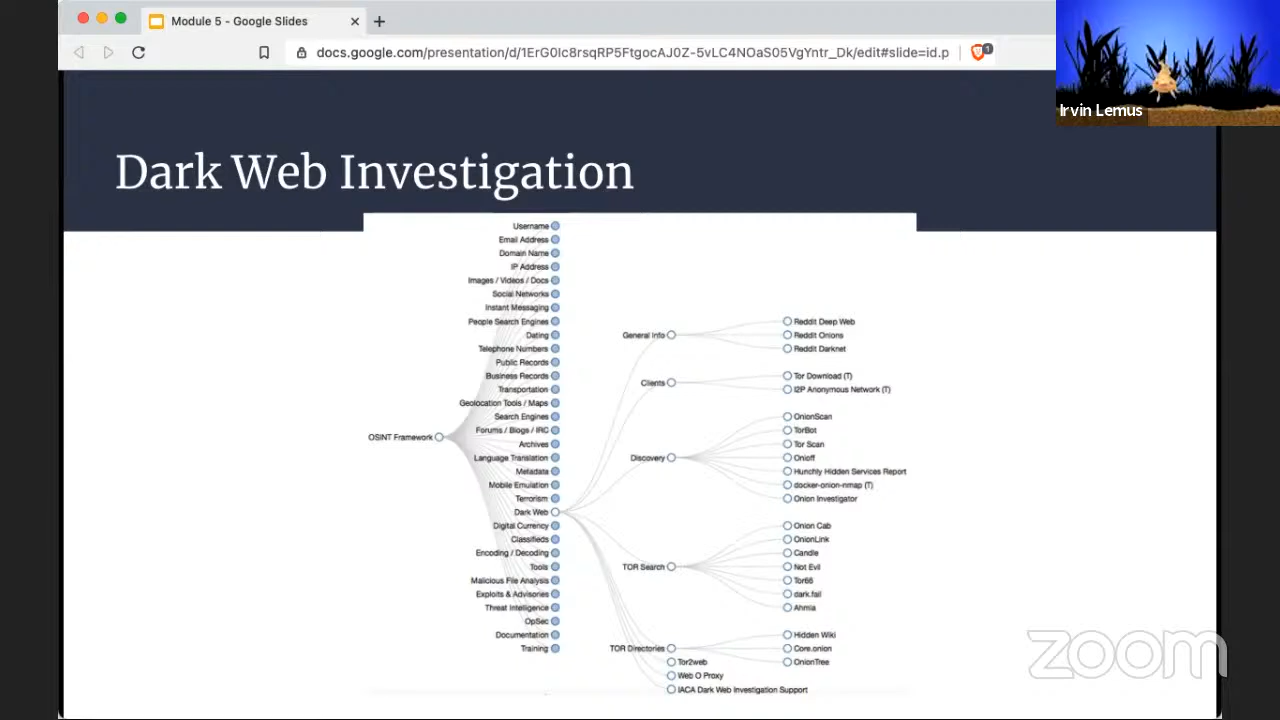 Module 5 - Google Slides
docs.google.com/presentation/d/1ErG0Ic8rsqRP5FtgocAJ0Z-5vLC4NOaS05VgYntr_Dk/edit#slide=id.p
1
Irvin Lemus
Dark Web Investigation
OSINT Framework
Username
Email Address
Domain Name
IP Address
Images / Videos / Docs
Social Networks
Instant Messaging
People Search Engines
Dating
Telephone Numbers
Public Records
Business Records
Transportation
Geolocation Tools / Maps
Search Engines
Forums / Blogs / IRC
Archives
Language Translation
Metadata
Mobile Emulation
Terrorism
Dark Web
Digital Currency
Classifieds
Encoding / Decoding
Tools
Malicious File Analysis
Exploits & Advisories
Threat Intelligence
OpSec
Documentation
Training
General Info
Reddit Deep Web
Reddit Onions
Reddit Darknet
Clients
Tor Download (T)
I2P Anonymous Network (T)
Discovery
OnionScan
TorBot
Tor Scan
Onioff
Hunchly Hidden Services Report
docker-onion-nmap (T)
Onion Investigator
TOR Search
Onion Cab
OnionLink
Candle
Not Evil
Tor66
dark.fail
Ahmia
TOR Directories
Hidden Wiki
Core.onion
OnionTree
Tor2web
Web O Proxy
IACA Dark Web Investigation Support
zoom